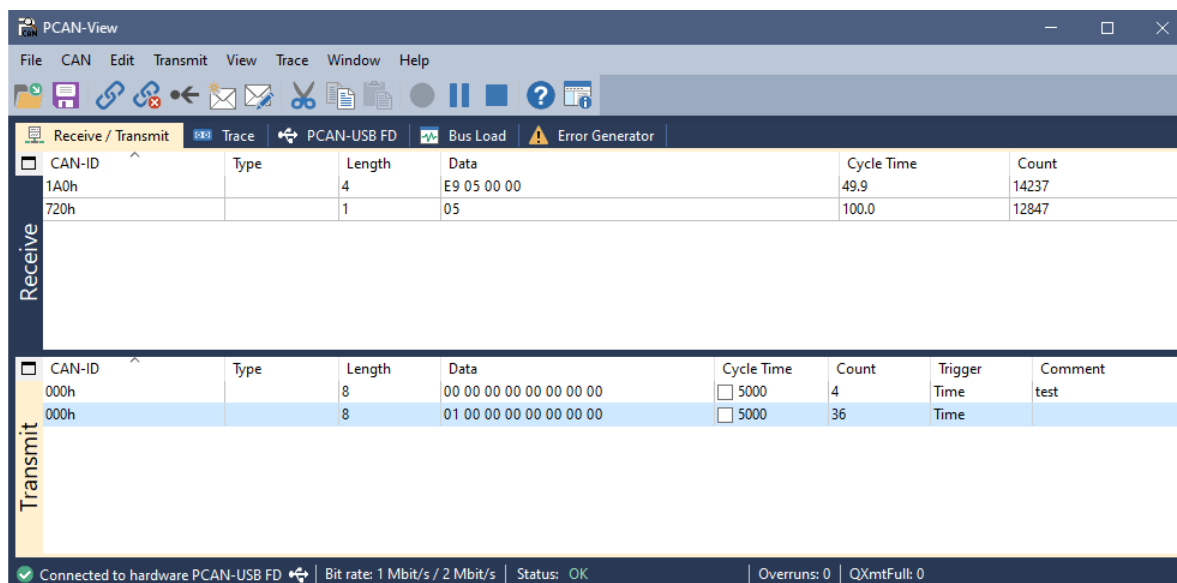 PCAN-View
File CAN Edit Transmit View Trace Window Help
Receive / Transmit Trace PCAN-USB FD Bus Load Error Generator
CAN-ID Type Length Data Cycle Time Count
1A0h 4 E9 05 00 00 49.9 14237
720h 1 05 100.0 12847
Receive
CAN-ID Type Length Data Cycle Time Count Trigger Comment
000h 8 00 00 00 00 00 00 00 00 5000 4 Time test
000h 8 01 00 00 00 00 00 00 00 5000 36 Time
Transmit
Connected to hardware PCAN-USB FD Bit rate: 1 Mbit/s / 2 Mbit/s Status: OK Overruns: 0 QXmtFull: 0